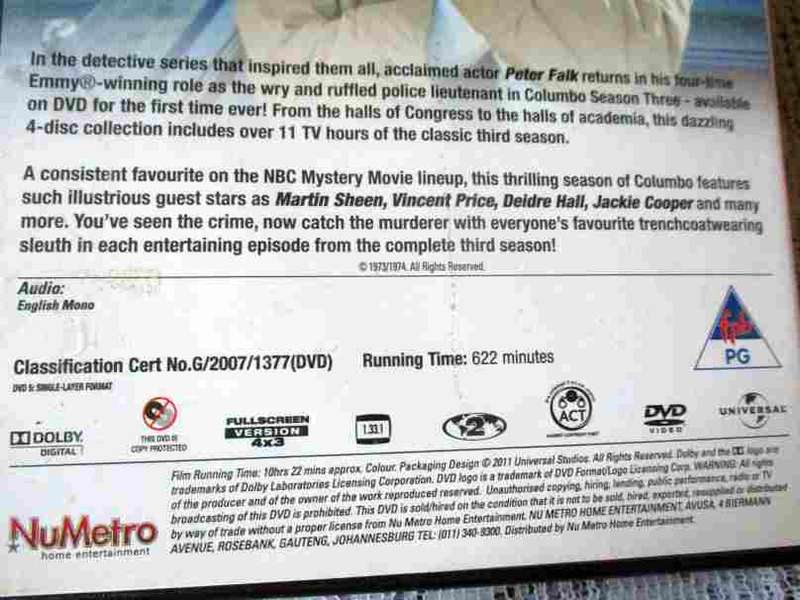 In the detective series that inspired them all, acclaimed actor Peter Falk returns in his four-time
Emmy®-winning role as the wry and ruffled police lieutenant in Columbo Season Three - available
on DVD for the first time ever! From the halls of Congress to the halls of academia, this dazzling
4-disc collection includes over 11 TV hours of the classic third season.
A consistent favourite on the NBC Mystery Movie lineup, this thrilling season of Columbo features
such illustrious guest stars as Martin Sheen, Vincent Price, Deidre Hall, Jackie Cooper and many
more. You've seen the crime, now catch the murderer with everyone's favourite trenchcoatwearing
sleuth in each entertaining episode from the complete third season!
© 1973/1974. All Rights Reserved.
Audio:
English Mono
Classification Cert No.G/2007/1377(DVD) Running Time: 622 minutes
fpb
PG
DVD 5: SINGLE-LAYER FORMAT
DOLBY
DIGITAL
THIS DVD IS
COPY PROTECTED
FULLSCREEN
VERSION
4x3
1.33:1
2
ACT
DVD
VIDEO
UNIVERSAL
Film Running Time: 10hrs 22 mins approx. Colour. Packaging Design © 2011 Universal Studios. All Rights Reserved. Dolby and the logo are
trademarks of Dolby Laboratories Licensing Corporation. DVD logo is a trademark of DVD Format/Logo Licensing Corp. WARNING: All rights
of the producer and of the owner of the work reproduced reserved. Unauthorised copying, hiring, lending, public performance, radio or TV
broadcasting of this DVD is prohibited. This DVD is sold/hired on the condition that it is not to be sold, hired, exported, resupplied or distributed
by way of trade without a proper license from Nu Metro Home Entertainment. NU METRO HOME ENTERTAINMENT, AVUSA, 4 BIERMANN
AVENUE, ROSEBANK, GAUTENG, JOHANNESBURG TEL: (011) 340-9300. Distributed by Nu Metro Home Entertainment.
NuMetro
home entertainment